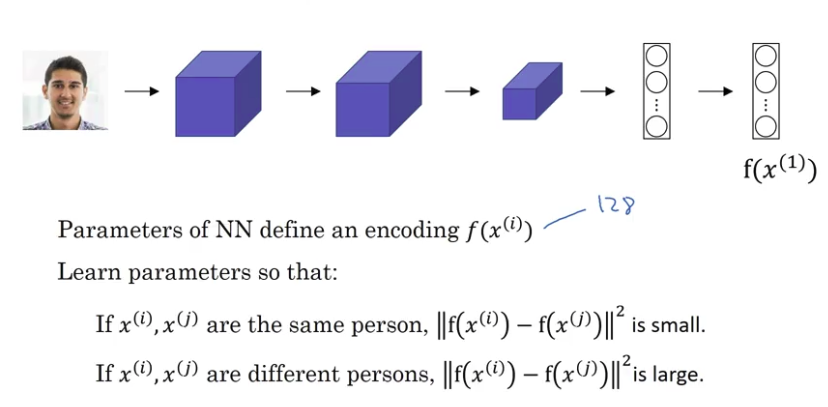 f(x⁽¹⁾)
128
Parameters of NN define an encoding f(x⁽ⁱ⁾)
Learn parameters so that:
If x⁽ⁱ⁾, x⁽ʲ⁾ are the same person, ‖f(x⁽ⁱ⁾) − f(x⁽ʲ⁾)‖² is small.
If x⁽ⁱ⁾, x⁽ʲ⁾ are different persons, ‖f(x⁽ⁱ⁾) − f(x⁽ʲ⁾)‖² is large.